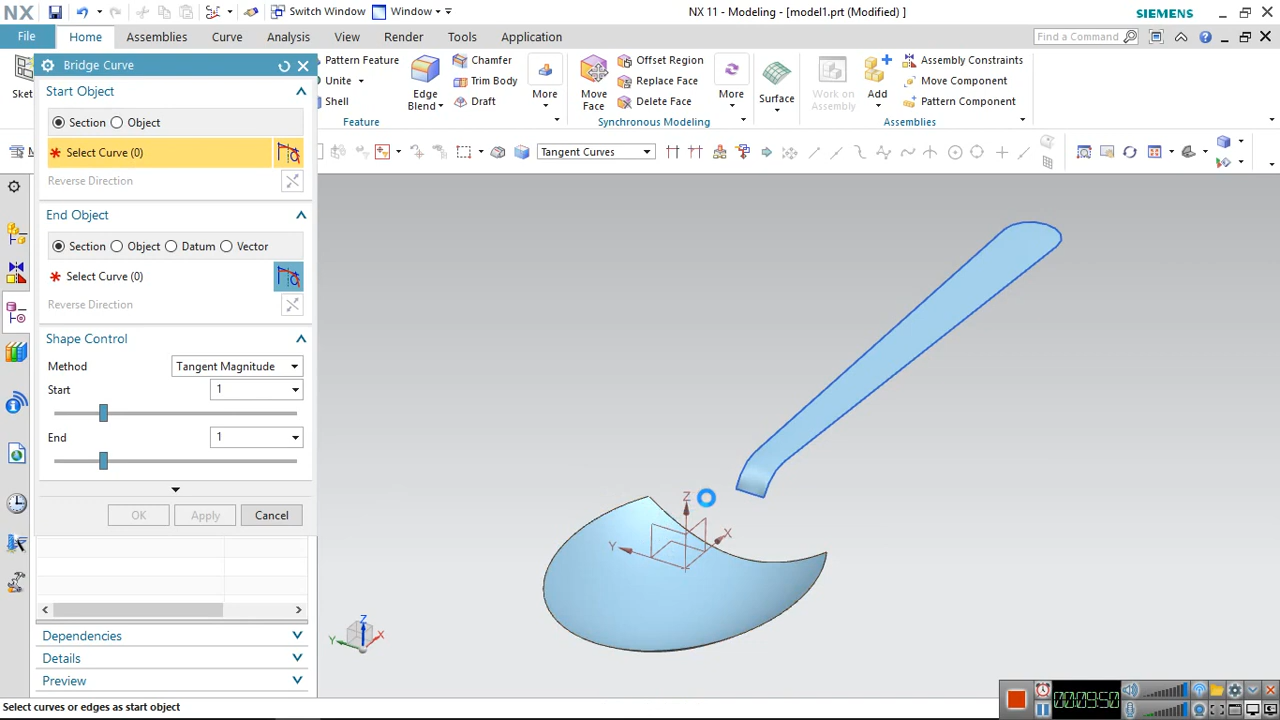 NX
Switch Window
Window
NX 11 - Modeling - [model1.prt (Modified) ]
SIEMENS
File
Home
Assemblies
Curve
Analysis
View
Render
Tools
Application
Find a Command
Bridge Curve
Start Object
Section
Object
* Select Curve (0)
Reverse Direction
End Object
Section
Object
Datum
Vector
* Select Curve (0)
Reverse Direction
Shape Control
Method
Tangent Magnitude
Start
1
End
1
OK
Apply
Cancel
Dependencies
Details
Preview
Pattern Feature
Unite
Shell
Edge
Blend
Chamfer
Trim Body
Draft
More
Feature
Move
Face
Offset Region
Replace Face
Delete Face
More
Synchronous Modeling
Surface
Work on
Assembly
Add
Assembly Constraints
Move Component
Pattern Component
Assemblies
Tangent Curves
Z
Y
X
Z
Y
X
Select curves or edges as start object
00:09:50